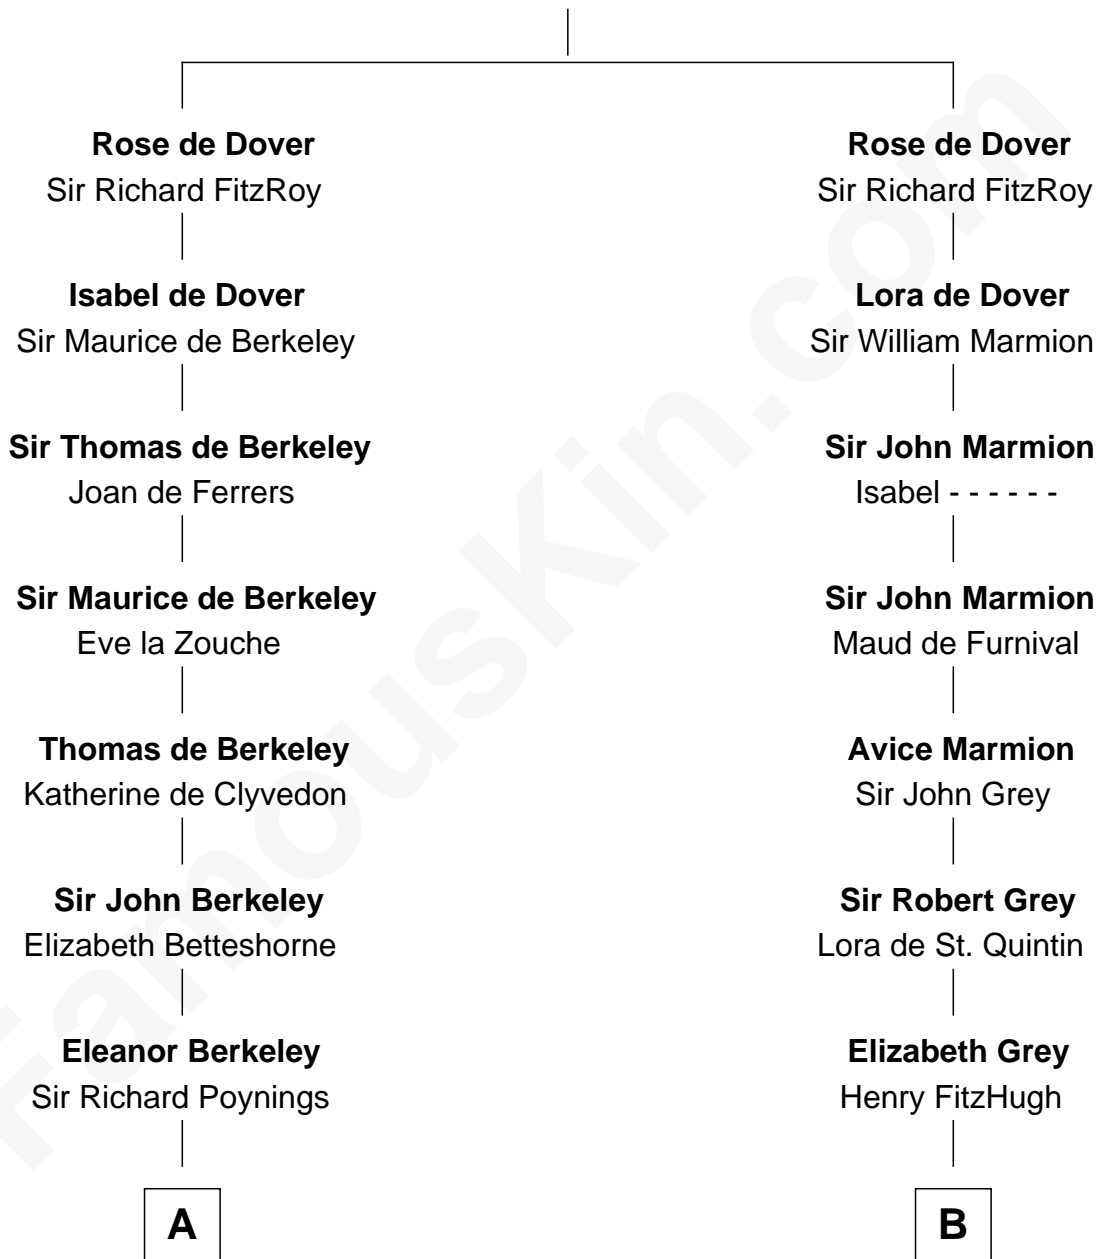 Rose de Dover
Sir Richard FitzRoy
Isabel de Dover
Sir Maurice de Berkeley
Sir Thomas de Berkeley
Joan de Ferrers
Sir Maurice de Berkeley
Eve la Zouche
Thomas de Berkeley
Katherine de Clyvedon
Sir John Berkeley
Elizabeth Betteshorne
Eleanor Berkeley
Sir Richard Poynings
A
Rose de Dover
Sir Richard FitzRoy
Lora de Dover
Sir William Marmion
Sir John Marmion
Isabel - - - - - -
Sir John Marmion
Maud de Furnival
Avice Marmion
Sir John Grey
Sir Robert Grey
Lora de St. Quintin
Elizabeth Grey
Henry FitzHugh
B
FamousKin.com